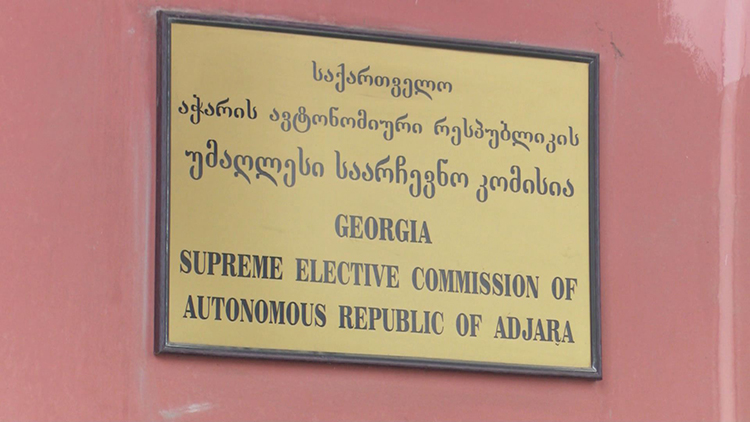 საქართველო
აჭარის ავტონომიური რესპუბლიკის
უმაღლესი საარჩევნო კომისია
GEORGIA
SUPREME ELECTIVE COMMISSION OF
AUTONOMOUS REPUBLIC OF ADJARA